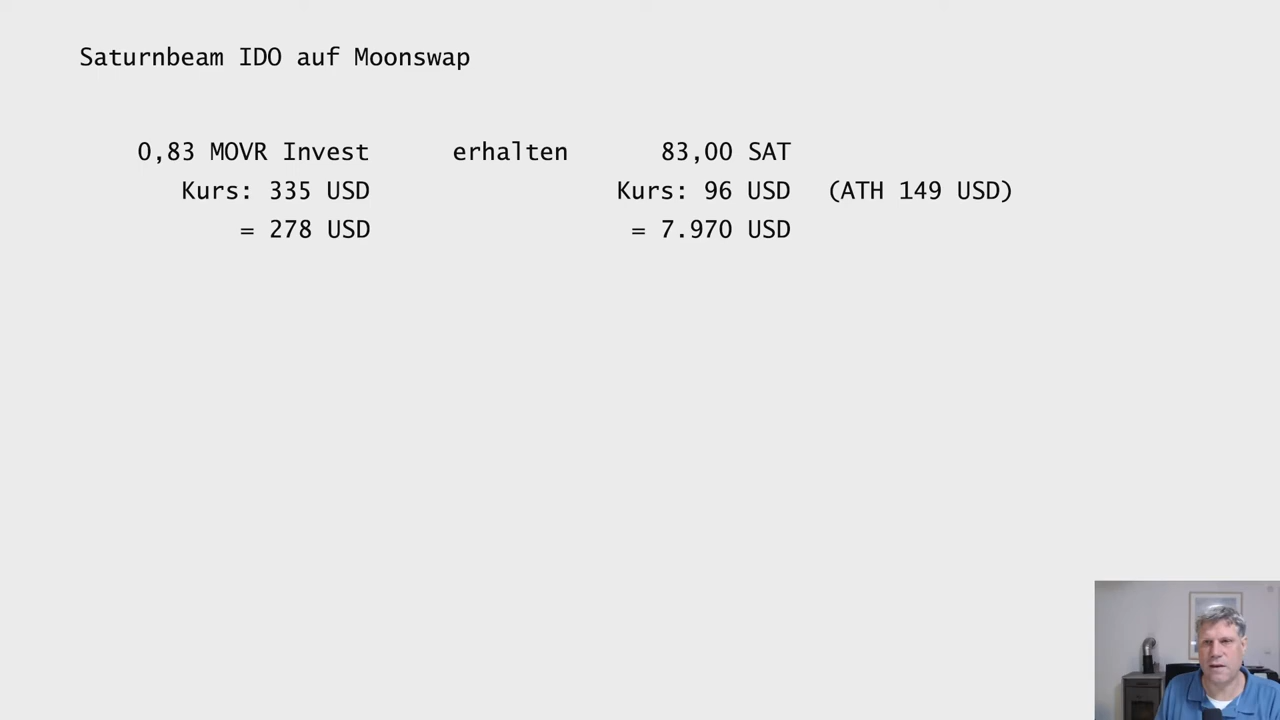 Saturnbeam IDO auf Moonswap
0,83 MOVR Invest erhalten 83,00 SAT
Kurs: 335 USD Kurs: 96 USD (ATH 149 USD)
= 278 USD = 7.970 USD